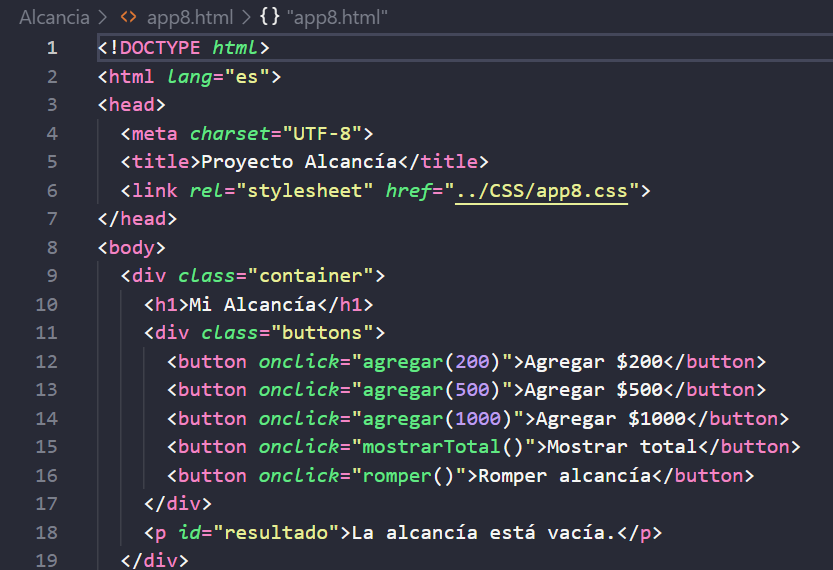 Alcancia > <> app8.html > {} "app8.html"
1 <!DOCTYPE html>
2 <html lang="es">
3 <head>
4   <meta charset="UTF-8">
5   <title>Proyecto Alcancía</title>
6   <link rel="stylesheet" href="../CSS/app8.css">
7 </head>
8 <body>
9   <div class="container">
10     <h1>Mi Alcancía</h1>
11     <div class="buttons">
12       <button onclick="agregar(200)">Agregar $200</button>
13       <button onclick="agregar(500)">Agregar $500</button>
14       <button onclick="agregar(1000)">Agregar $1000</button>
15       <button onclick="mostrarTotal()">Mostrar total</button>
16       <button onclick="romper()">Romper alcancía</button>
17     </div>
18     <p id="resultado">La alcancía está vacía.</p>
19   </div>